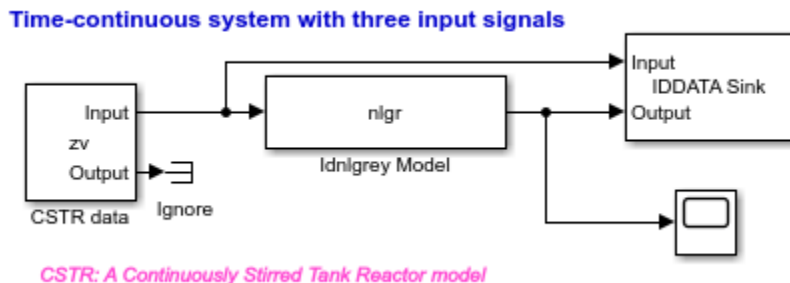 Time-continuous system with three input signals
Input
IDDATA Sink
Output
Input
zv
Output
CSTR data
Ignore
nlgr
Idnlgrey Model
CSTR: A Continuously Stirred Tank Reactor model